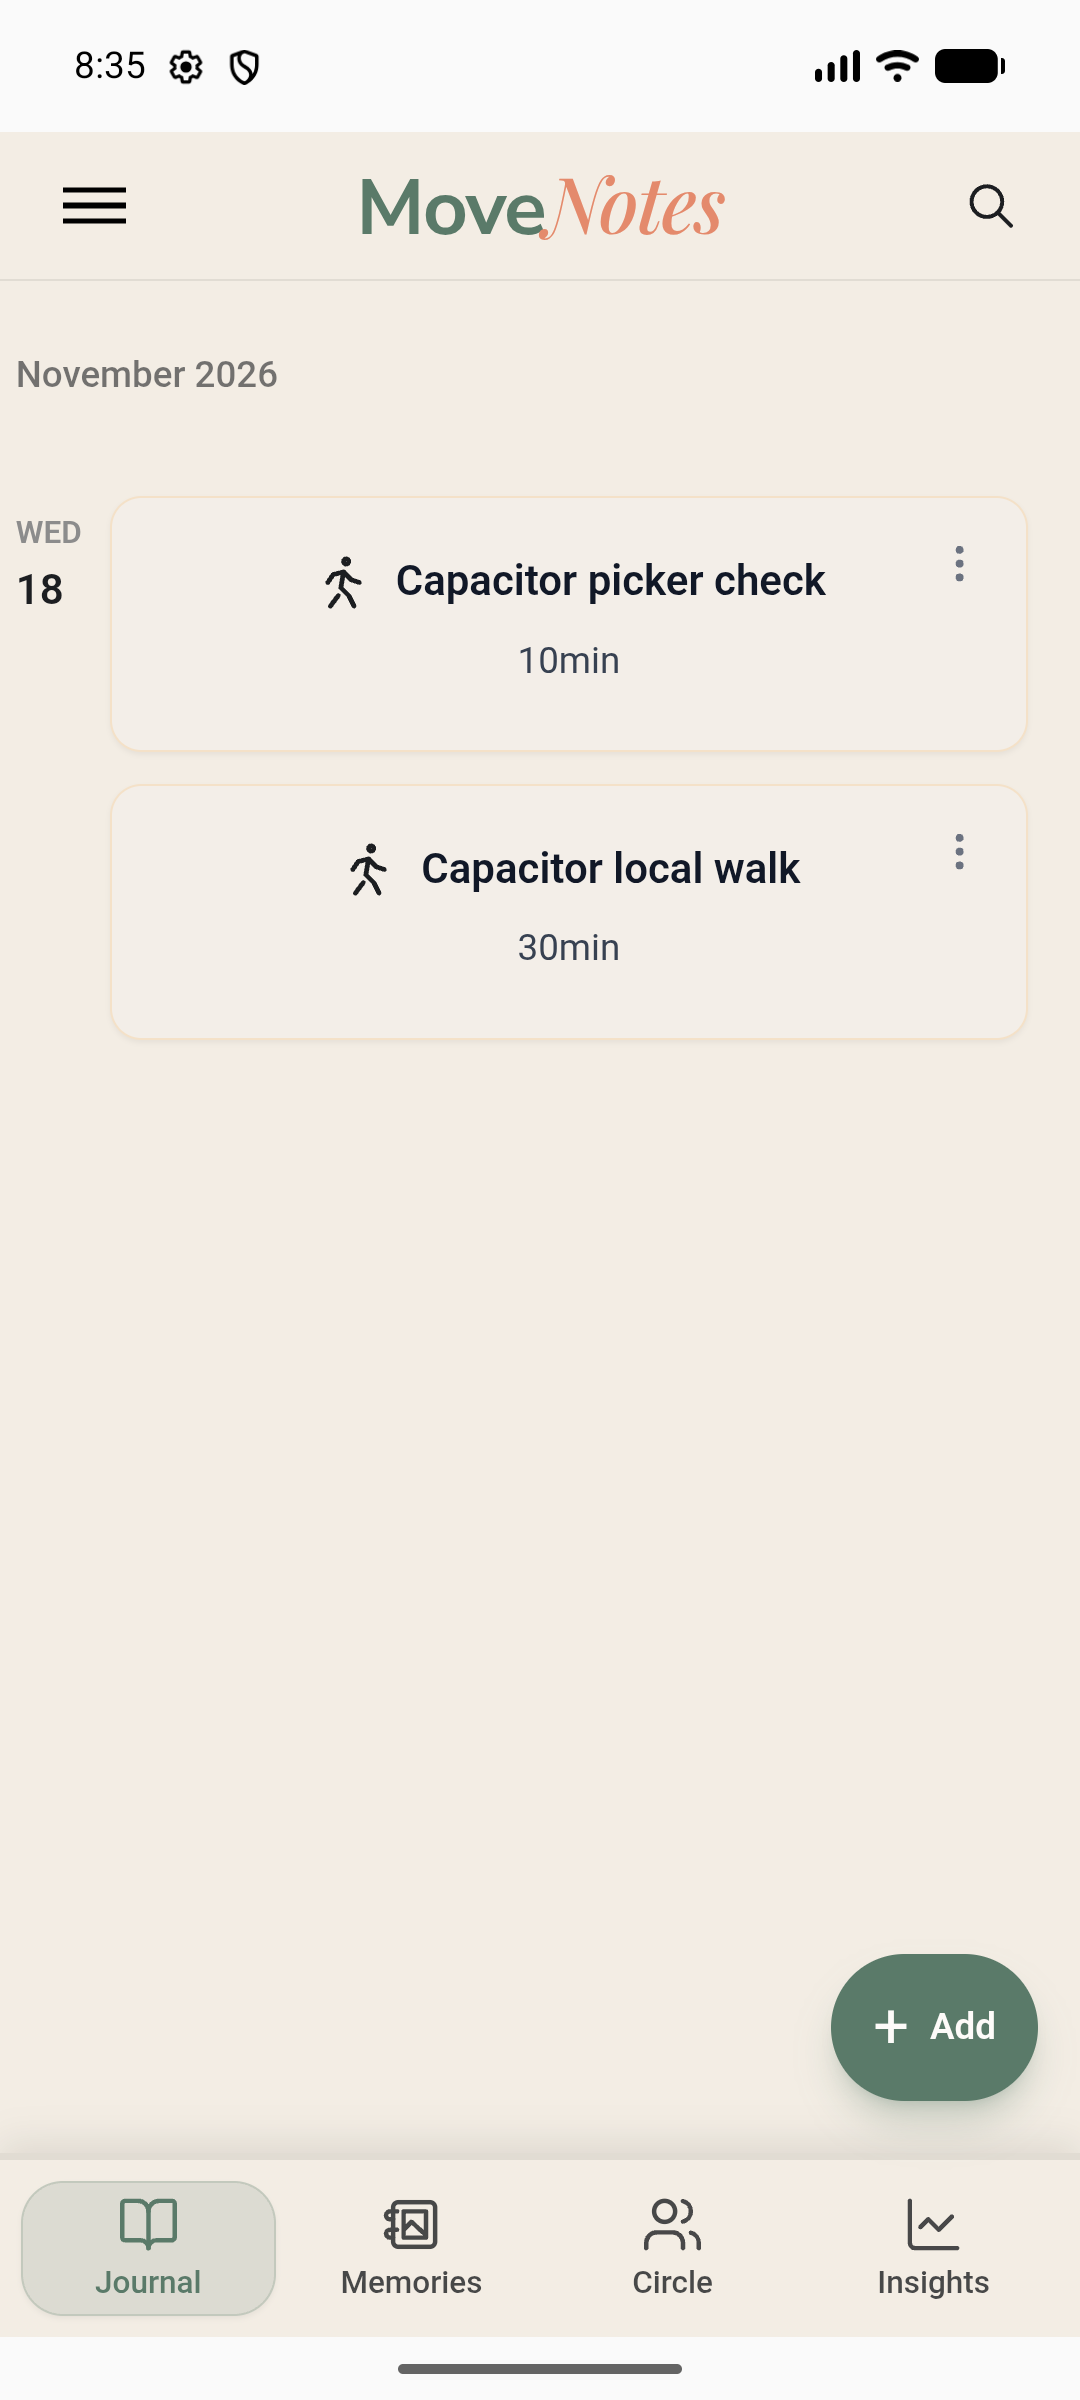 8:35
MoveNotes
November 2026
WED
18
Capacitor picker check
10min
Capacitor local walk
30min
Add
Journal
Memories
Circle
Insights